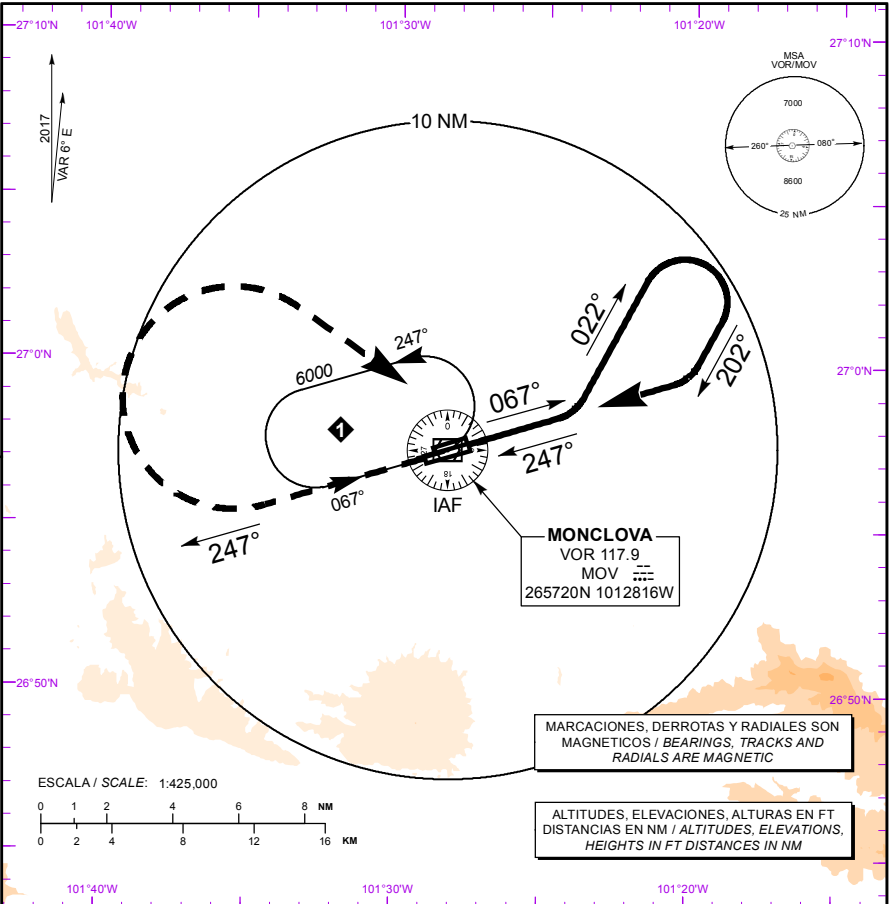 27°10'N
101°40'W
101°30'W
101°20'W
27°10'N
MSA
VOR/MOV
7000
260°
080°
8600
25 NM
2017
VAR 6° E
10 NM
022°
202°
27°0'N
27°0'N
247°
6000
067°
247°
1
0
18
IAF
067°
247°
MONCLOVA
VOR 117.9
MOV
265720N 1012816W
26°50'N
26°50'N
MARCACIONES, DERROTAS Y RADIALES SON
MAGNETICOS / BEARINGS, TRACKS AND
RADIALS ARE MAGNETIC
ESCALA / SCALE: 1:425,000
0 1 2 4 6 8 NM
0 2 4 8 12 16 KM
ALTITUDES, ELEVACIONES, ALTURAS EN FT
DISTANCIAS EN NM / ALTITUDES, ELEVATIONS,
HEIGHTS IN FT DISTANCES IN NM
101°40'W
101°30'W
101°20'W